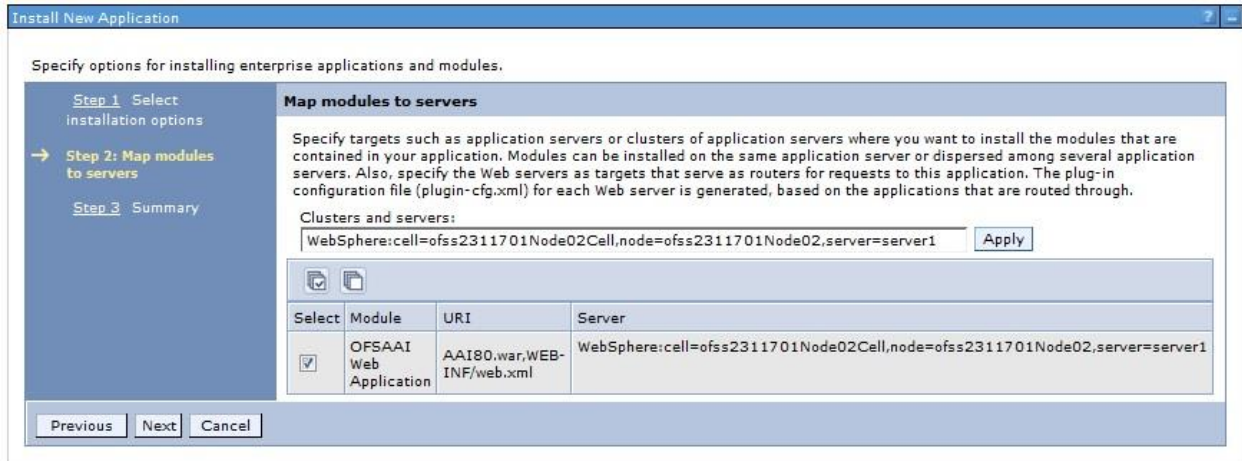 Install New Application
? -
Specify options for installing enterprise applications and modules.
Step 1 Select
installation options
→ Step 2: Map modules
to servers
Step 3 Summary
Map modules to servers
Specify targets such as application servers or clusters of application servers where you want to install the modules that are
contained in your application. Modules can be installed on the same application server or dispersed among several application
servers. Also, specify the Web servers as targets that serve as routers for requests to this application. The plug-in
configuration file (plugin-cfg.xml) for each Web server is generated, based on the applications that are routed through.
Clusters and servers:
WebSphere:cell=ofss2311701Node02Cell,node=ofss2311701Node02,server=server1 Apply
Select Module URI Server
OFSAAI
Web
Application
AAI80.war,WEB-
INF/web.xml
WebSphere:cell=ofss2311701Node02Cell,node=ofss2311701Node02,server=server1
Previous Next Cancel